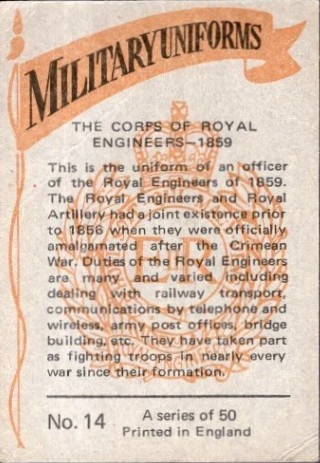 MILITARY UNIFORMS
THE CORPS OF ROYAL
ENGINEERS—1859
This is the uniform of an officer
of the Royal Engineers of 1859.
The Royal Engineers and Royal
Artillery had a joint existence prior
to 1856 when they were officially
amalgamated after the Crimean
War. Duties of the Royal Engineers
are many and varied including
dealing with railway transport,
communications by telephone and
wireless, army post offices, bridge
building, etc. They have taken part
as fighting troops in nearly every
war since their formation.
No. 14
A series of 50
Printed in England